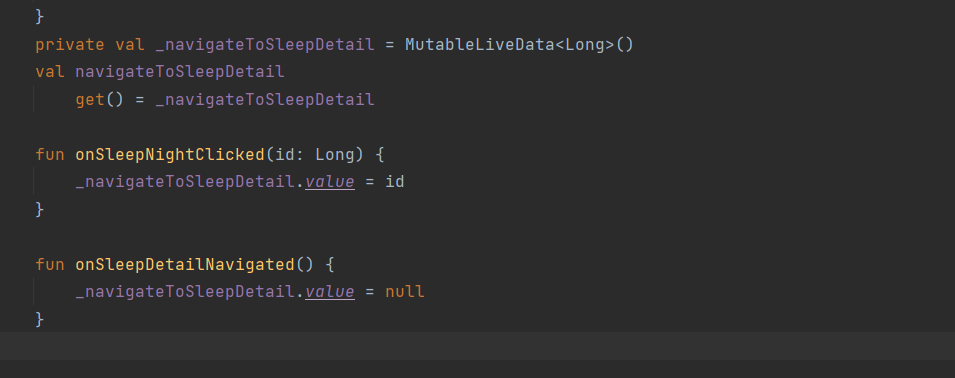 }
private val _navigateToSleepDetail = MutableLiveData<Long>()
val navigateToSleepDetail
get() = _navigateToSleepDetail
fun onSleepNightClicked(id: Long) {
_navigateToSleepDetail.value = id
}
fun onSleepDetailNavigated() {
_navigateToSleepDetail.value = null
}